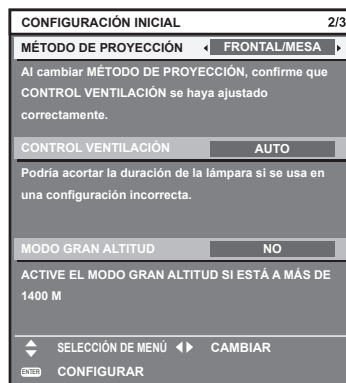 CONFIGURACIÓN INICIAL 2/3
MÉTODO DE PROYECCIÓN FRONTAL/MESA
Al cambiar MÉTODO DE PROYECCIÓN, confirme que
CONTROL VENTILACIÓN se haya ajustado
correctamente.
CONTROL VENTILACIÓN AUTO
Podría acortar la duración de la lámpara si se usa en
una configuración incorrecta.
MODO GRAN ALTITUD NO
ACTIVE EL MODO GRAN ALTITUD SI ESTÁ A MÁS DE
1400 M
SELECCIÓN DE MENÚ CAMBIAR
ENTER CONFIGURAR